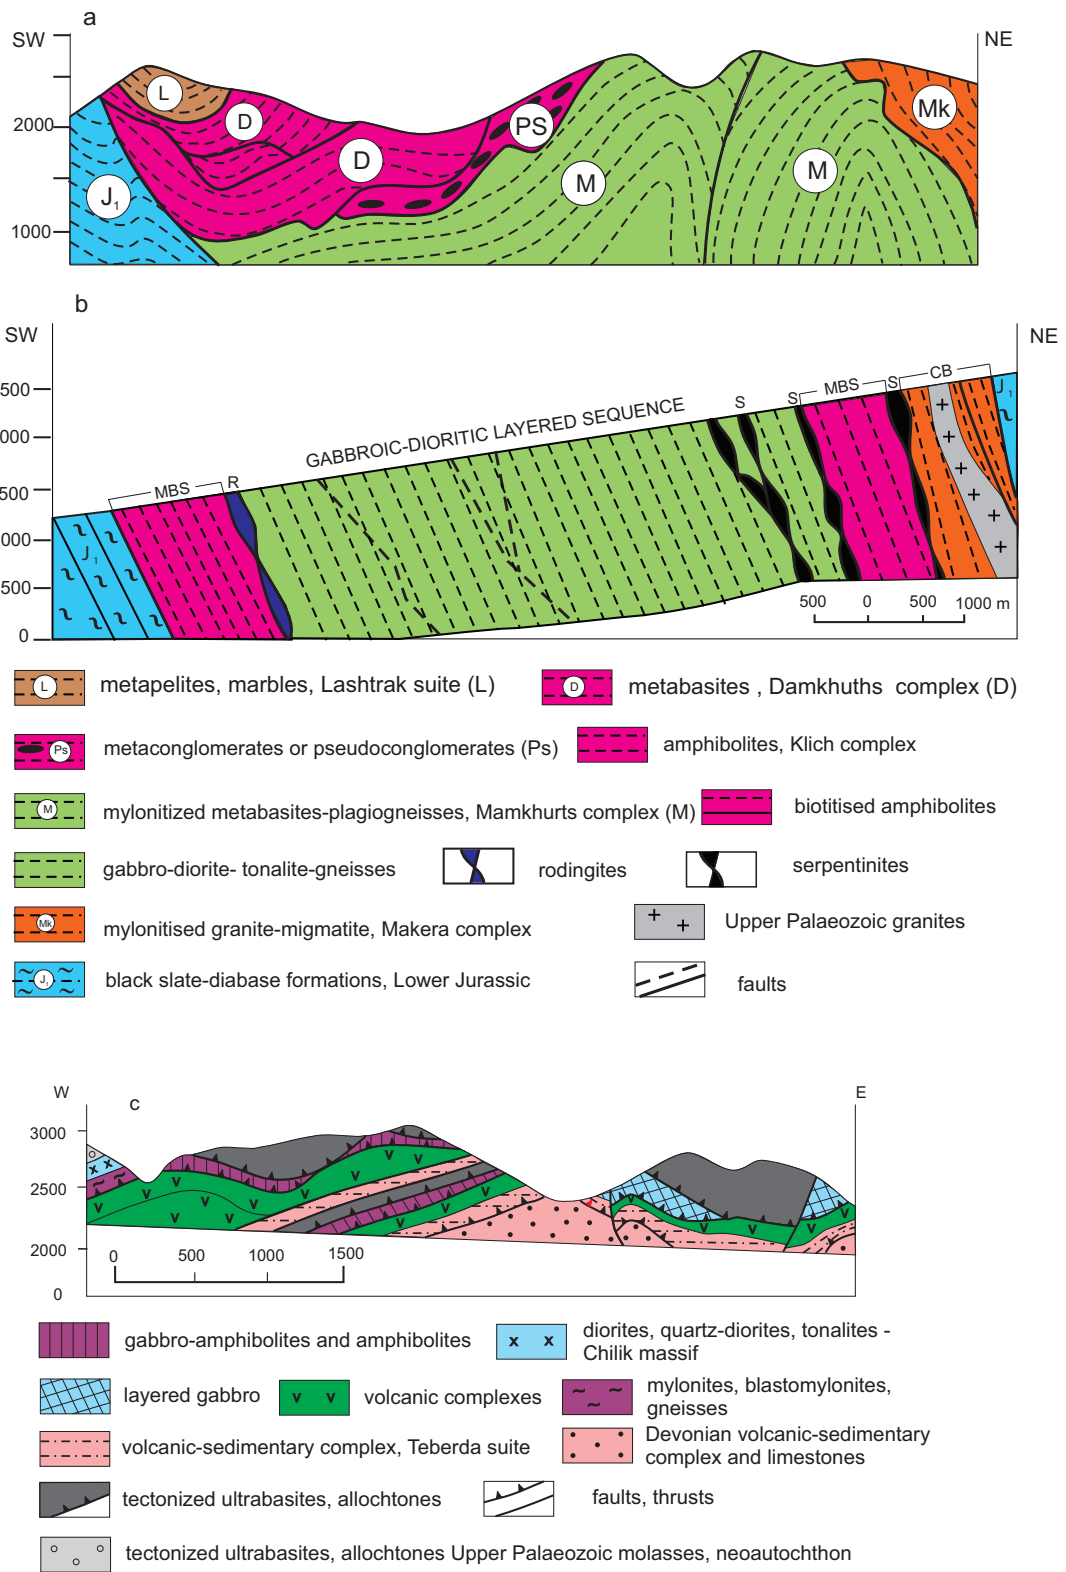 a
SW
NE
2000
1000
L
D
D
PS
M
M
Mk
J1
b
SW
NE
500
000
500
000
500
0
MBS
R
GABBROIC-DIORITIC LAYERED SEQUENCE
S
S
MBS
S
CB
J1
J1
500 0 500 1000 m
L metapelites, marbles, Lashtrak suite (L)
D metabasites , Damkhuths complex (D)
Ps metaconglomerates or pseudoconglomerates (Ps)
amphibolites, Klich complex
M mylonitized metabasites-plagiogneisses, Mamkhurts complex (M)
biotitised amphibolites
gabbro-diorite- tonalite-gneisses
rodingites
serpentinites
Mk mylonitised granite-migmatite, Makera complex
Upper Palaeozoic granites
J1 black slate-diabase formations, Lower Jurassic
faults
W
c
E
3000
2500
2000
0
0 500 1000 1500
gabbro-amphibolites and amphibolites
diorites, quartz-diorites, tonalites -
Chilik massif
layered gabbro
volcanic complexes
mylonites, blastomylonites,
gneisses
volcanic-sedimentary complex, Teberda suite
Devonian volcanic-sedimentary
complex and limestones
tectonized ultrabasites, allochtones
faults, thrusts
tectonized ultrabasites, allochtones Upper Palaeozoic molasses, neoautochthon